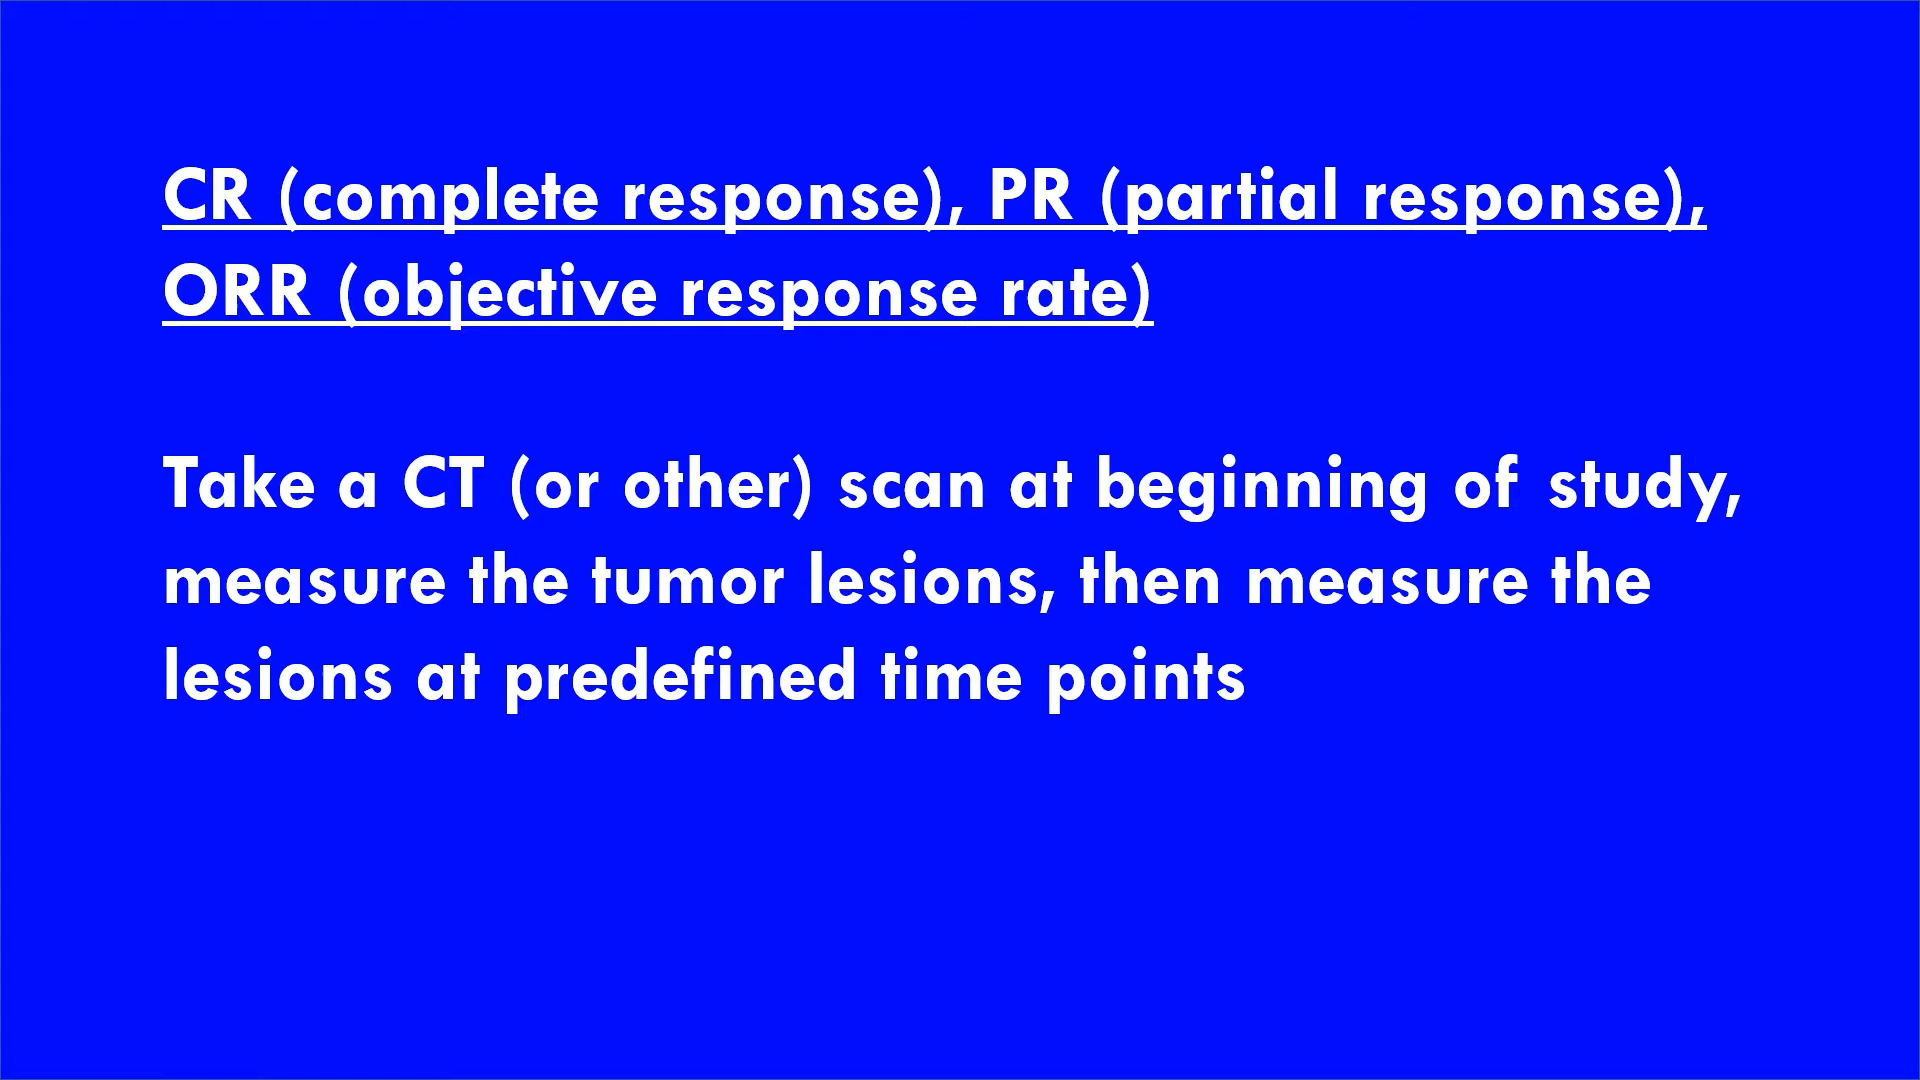 CR (complete response), PR (partial response),
ORR (objective response rate)
Take a CT (or other) scan at beginning of study,
measure the tumor lesions, then measure the
lesions at predefined time points